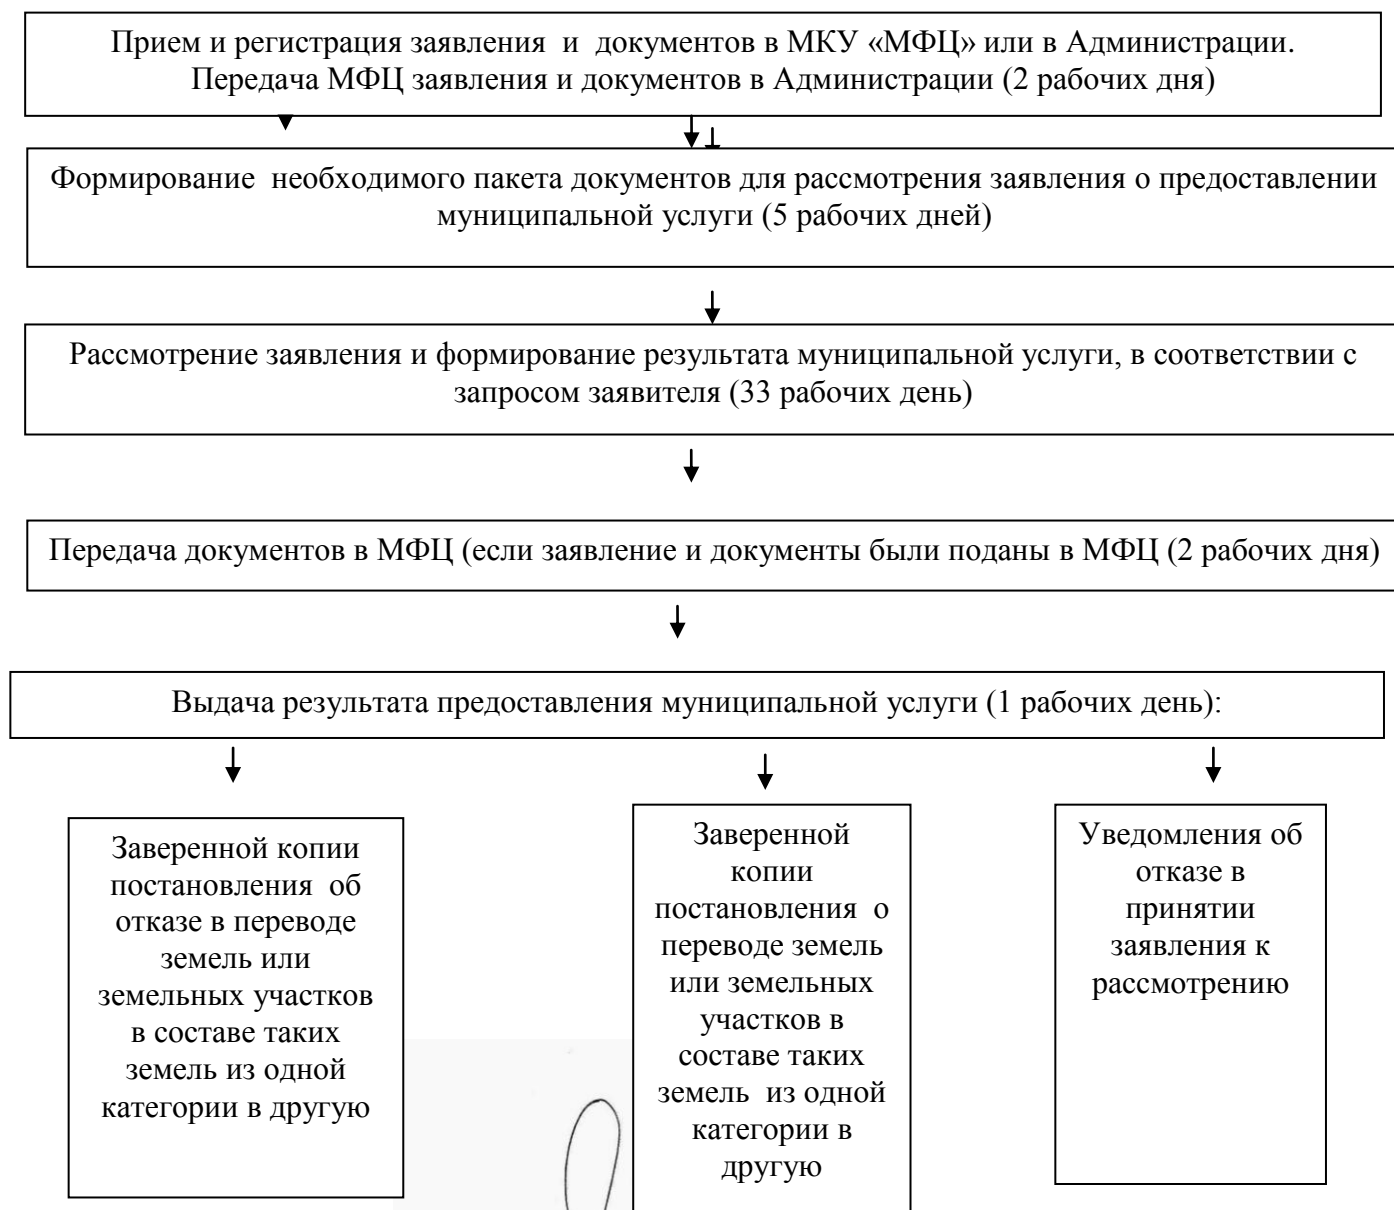 Прием и регистрация заявления и документов в МКУ «МФЦ» или в Администрации.
Передача МФЦ заявления и документов в Администрации (2 рабочих дня)
Формирование необходимого пакета документов для рассмотрения заявления о предоставлении
муниципальной услуги (5 рабочих дней)
Рассмотрение заявления и формирование результата муниципальной услуги, в соответствии с
запросом заявителя (33 рабочих день)
Передача документов в МФЦ (если заявление и документы были поданы в МФЦ (2 рабочих дня)
Выдача результата предоставления муниципальной услуги (1 рабочих день):
Заверенной копии
постановления об
отказе в переводе
земель или
земельных участков
в составе таких
земель из одной
категории в другую
Заверенной
копии
постановления о
переводе земель
или земельных
участков в
составе таких
земель из одной
категории в
другую
Уведомления об
отказе в
принятии
заявления к
рассмотрению